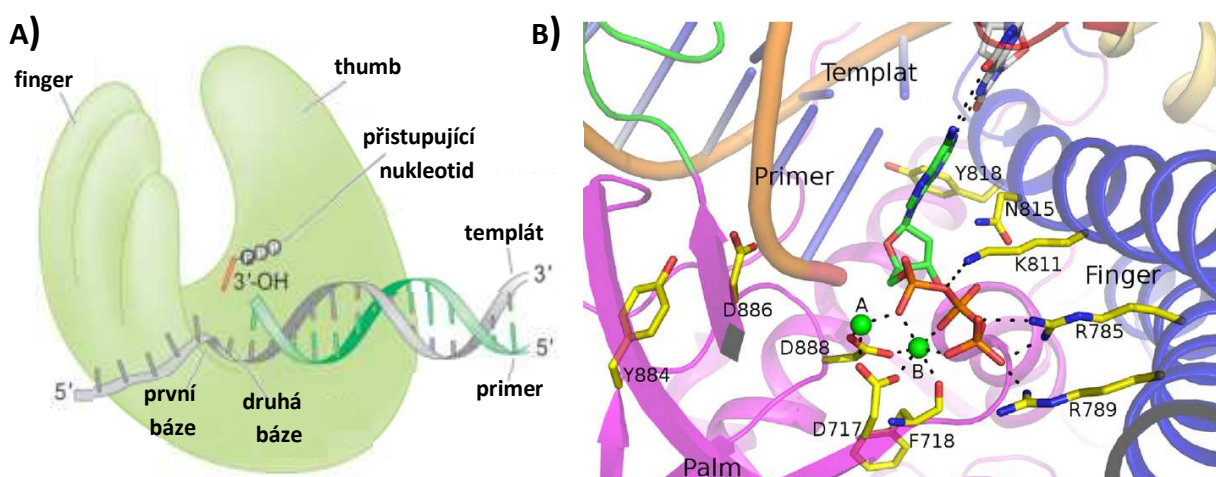 A)
finger
thumb
přistupující
nukleotid
P P P
3'-OH
templát
3'
5'
primer
5'
první
báze
druhá
báze
B)
Templat
Primer
Y818
N815
K811
Finger
D886
A
R785
D888
B
Y884
R789
D717
F718
Palm